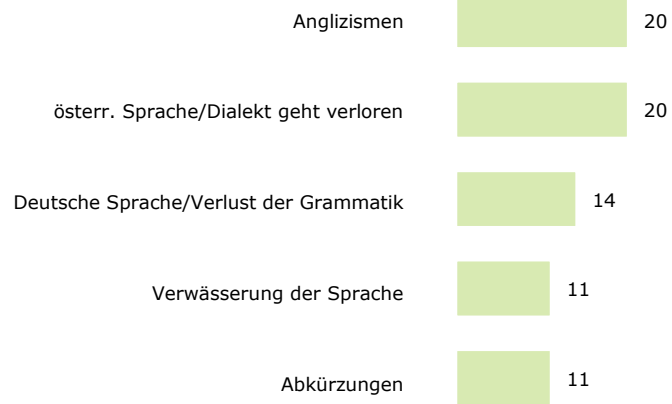 Anglizismen 20
österr. Sprache/Dialekt geht verloren 20
Deutsche Sprache/Verlust der Grammatik 14
Verwässerung der Sprache 11
Abkürzungen 11